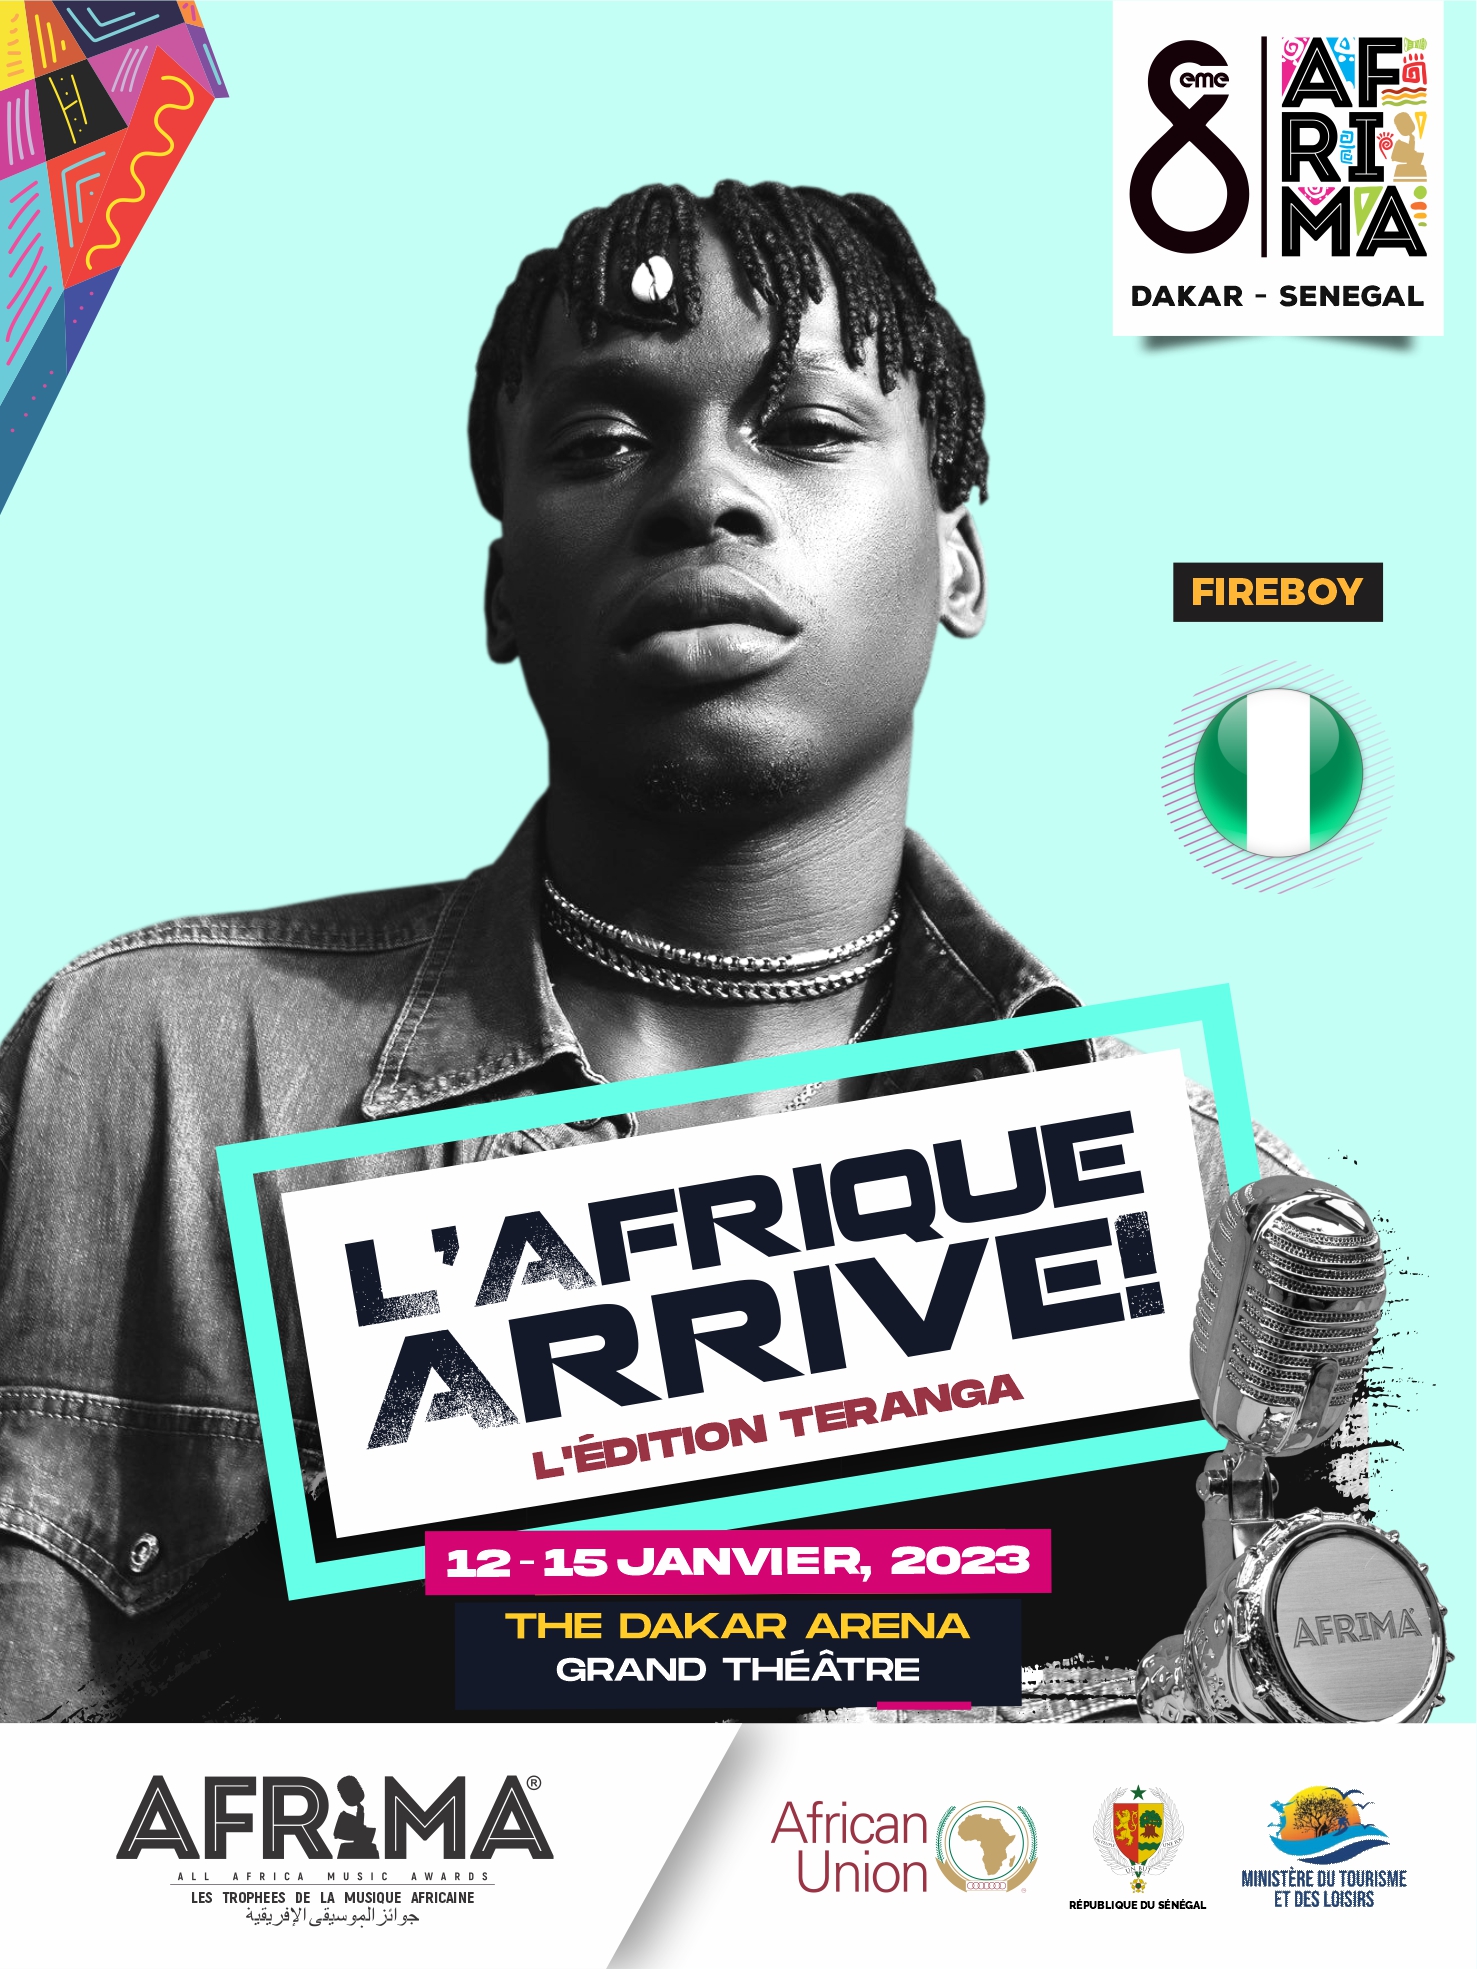 8eme
AFRIMA
DAKAR - SENEGAL
FIREBOY
L'AFRIQUE
ARRIVE!
L'ÉDITION TERANGA
12 - 15 JANVIER, 2023
THE DAKAR ARENA
GRAND THÉÂTRE
AFRIMA
AFRIMA®
ALL AFRICA MUSIC AWARDS
LES TROPHEES DE LA MUSIQUE AFRICAINE
جوائز الموسيقى الإفريقية
African
Union
UN BUT
RÉPUBLIQUE DU SÉNÉGAL
MINISTÈRE DU TOURISME
ET DES LOISIRS